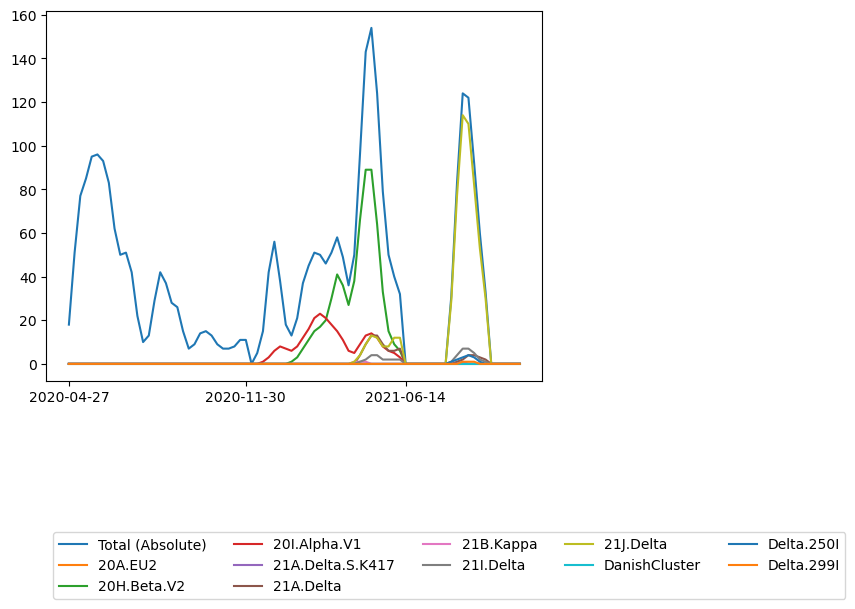 160
140
120
100
80
60
40
20
0
2020-04-27 2020-11-30 2021-06-14
Total (Absolute) 20I.Alpha.V1 21B.Kappa 21J.Delta Delta.250I
20A.EU2 21A.Delta.S.K417 21I.Delta DanishCluster Delta.299I
20H.Beta.V2 21A.Delta